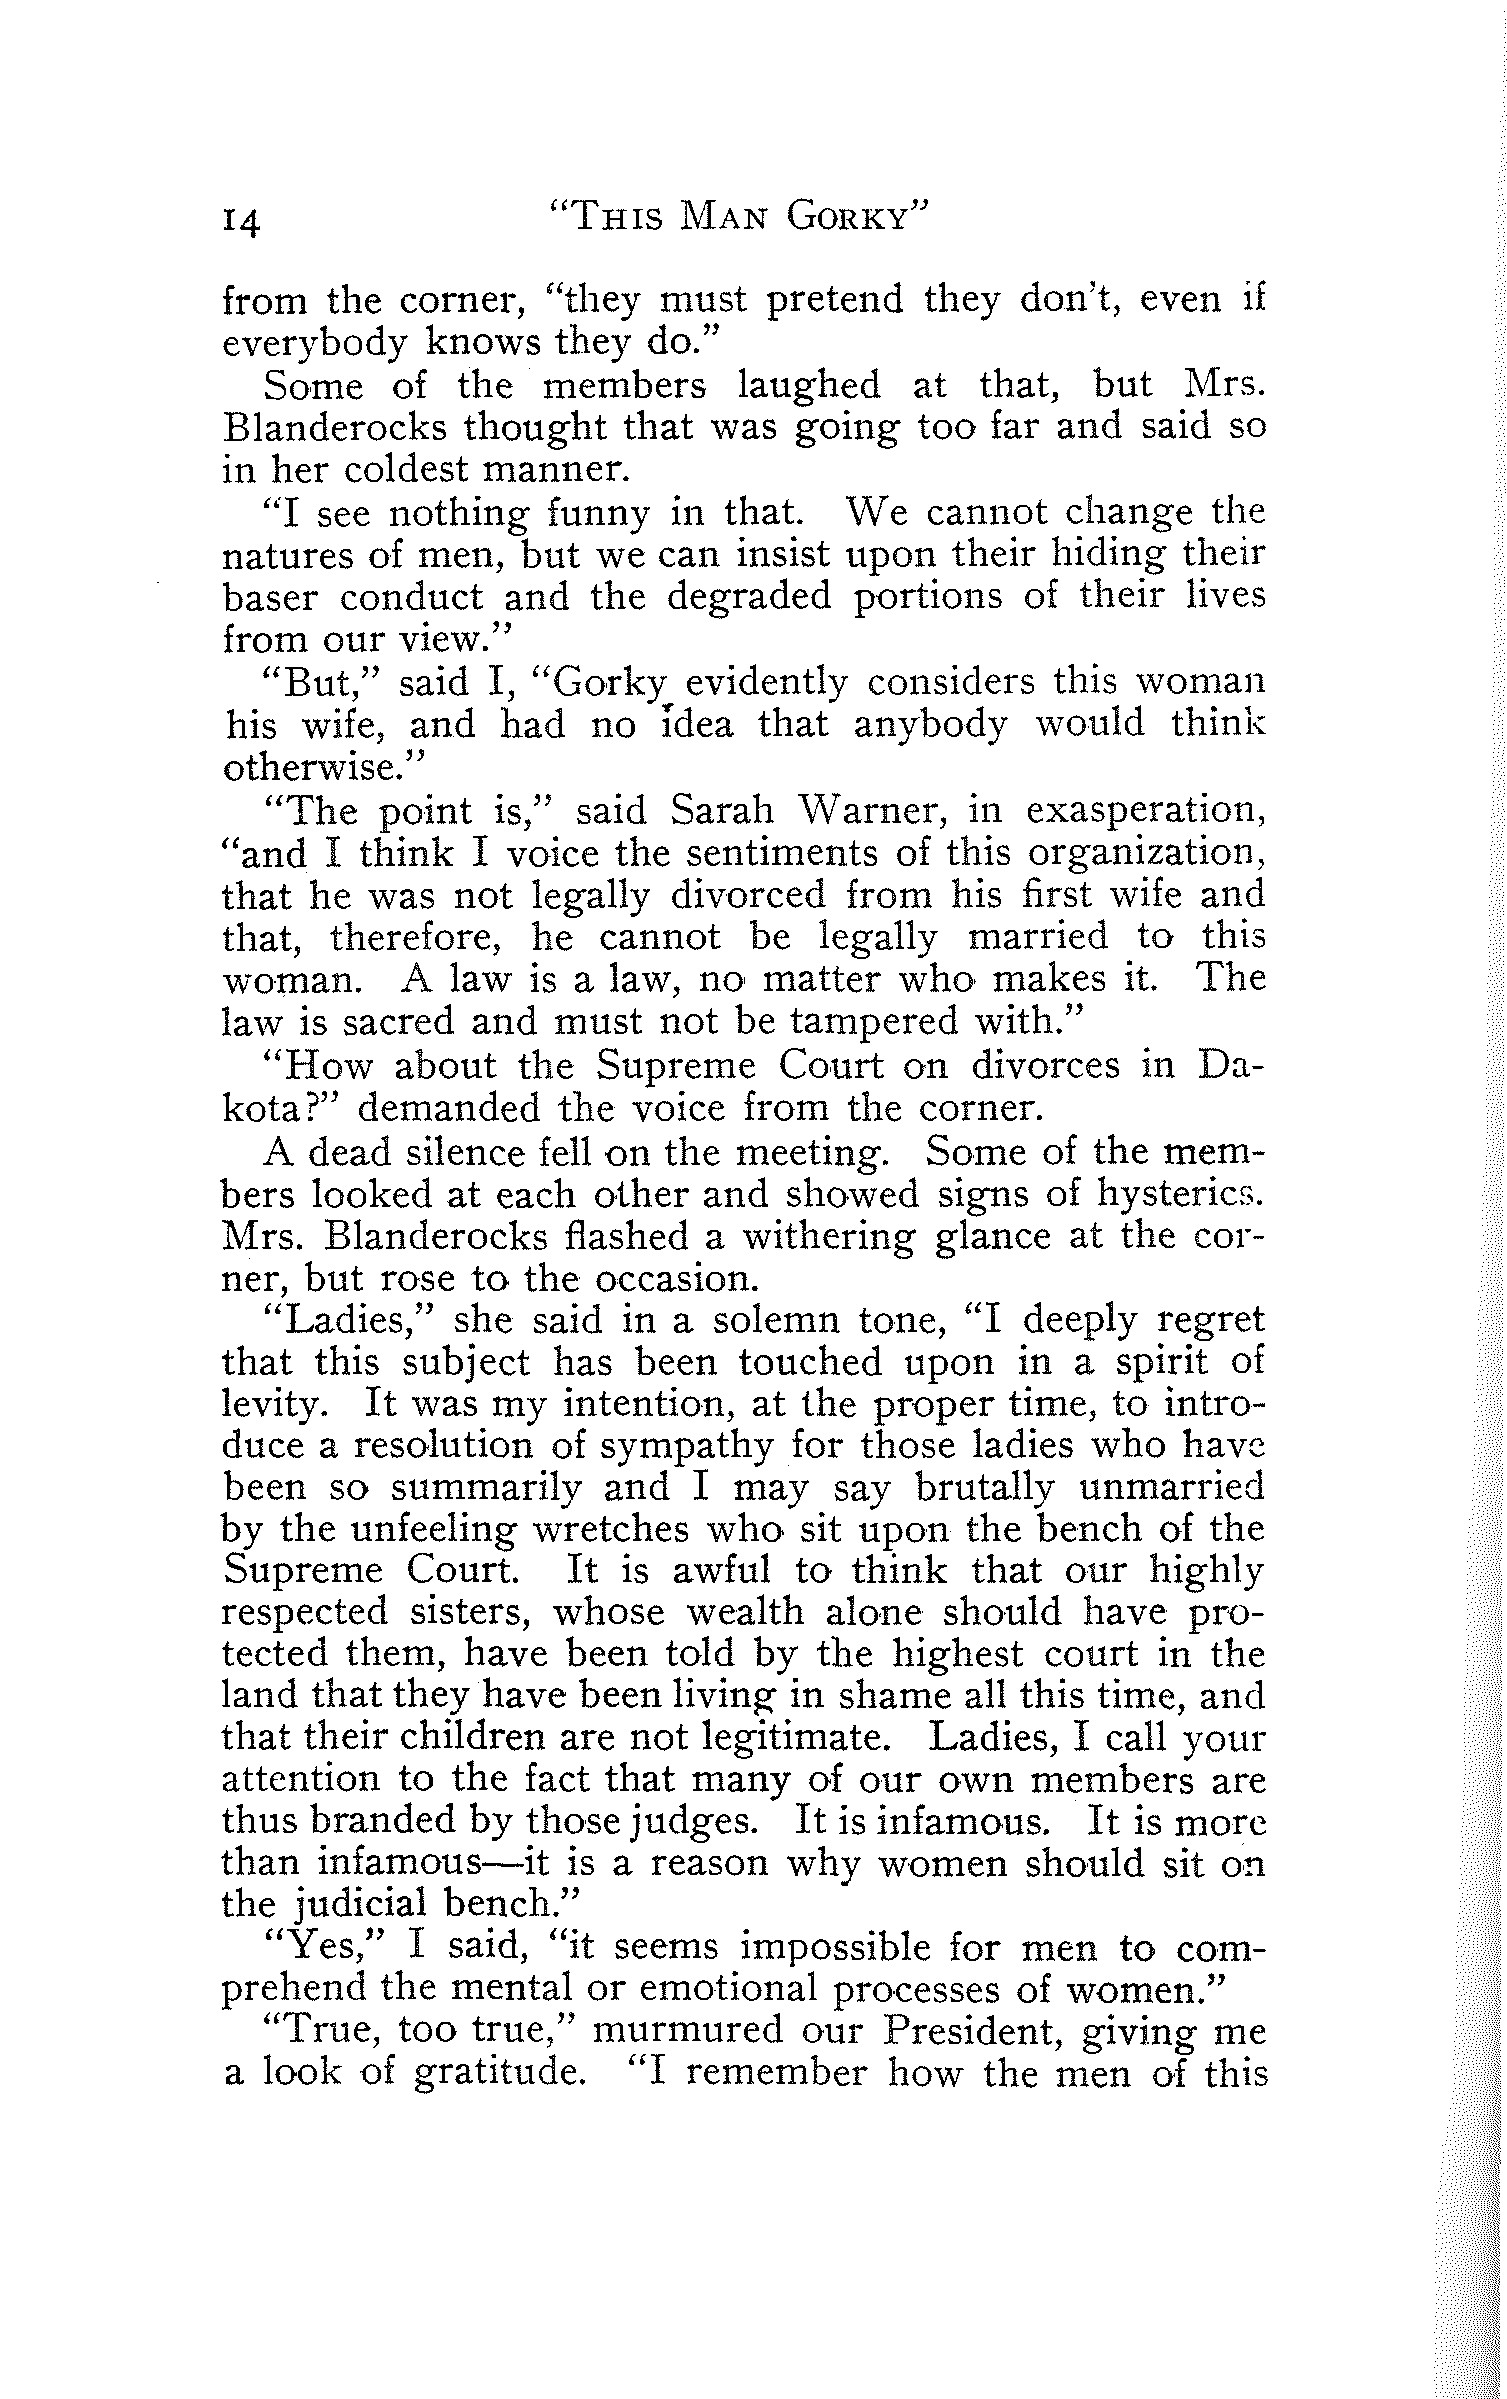 14 "THIS MAN GORKY"
from the corner, "they must pretend they don't, even if
everybody knows they do."
Some of the members laughed at that, but Mrs.
Blanderocks thought that was going too far and said so
in her coldest manner.
"I see nothing funny in that. We cannot change the
natures of men, but we can insist upon their hiding their
baser conduct and the degraded portions of their lives
from our view."
"But," said I, "Gorky evidently considers this woman
his wife, and had no idea that anybody would think
otherwise."
"The point is," said Sarah Warner, in exasperation,
"and I think I voice the sentiments of this organization,
that he was not legally divorced from his first wife and
that, therefore, he cannot be legally married to this
woman. A law is a law, no matter who makes it. The
law is sacred and must not be tampered with."
"How about the Supreme Court on divorces in Da-
kota?" demanded the voice from the corner.
A dead silence fell on the meeting. Some of the mem-
bers looked at each other and showed signs of hysterics.
Mrs. Blanderocks flashed a withering glance at the cor-
ner, but rose to the occasion.
"Ladies," she said in a solemn tone, "I deeply regret
that this subject has been touched upon in a spirit of
levity. It was my intention, at the proper time, to intro-
duce a resolution of sympathy for those ladies who have
been so summarily and I may say brutally unmarried
by the unfeeling wretches who sit upon the bench of the
Supreme Court. It is awful to think that our highly
respected sisters, whose wealth alone should have pro-
tected them, have been told by the highest court in the
land that they have been living in shame all this time, and
that their children are not legitimate. Ladies, I call your
attention to the fact that many of our own members are
thus branded by those judges. It is infamous. It is more
than infamous—it is a reason why women should sit on
the judicial bench."
"Yes," I said, "it seems impossible for men to com-
prehend the mental or emotional processes of women."
"True, too true," murmured our President, giving me
a look of gratitude. "I remember how the men of this